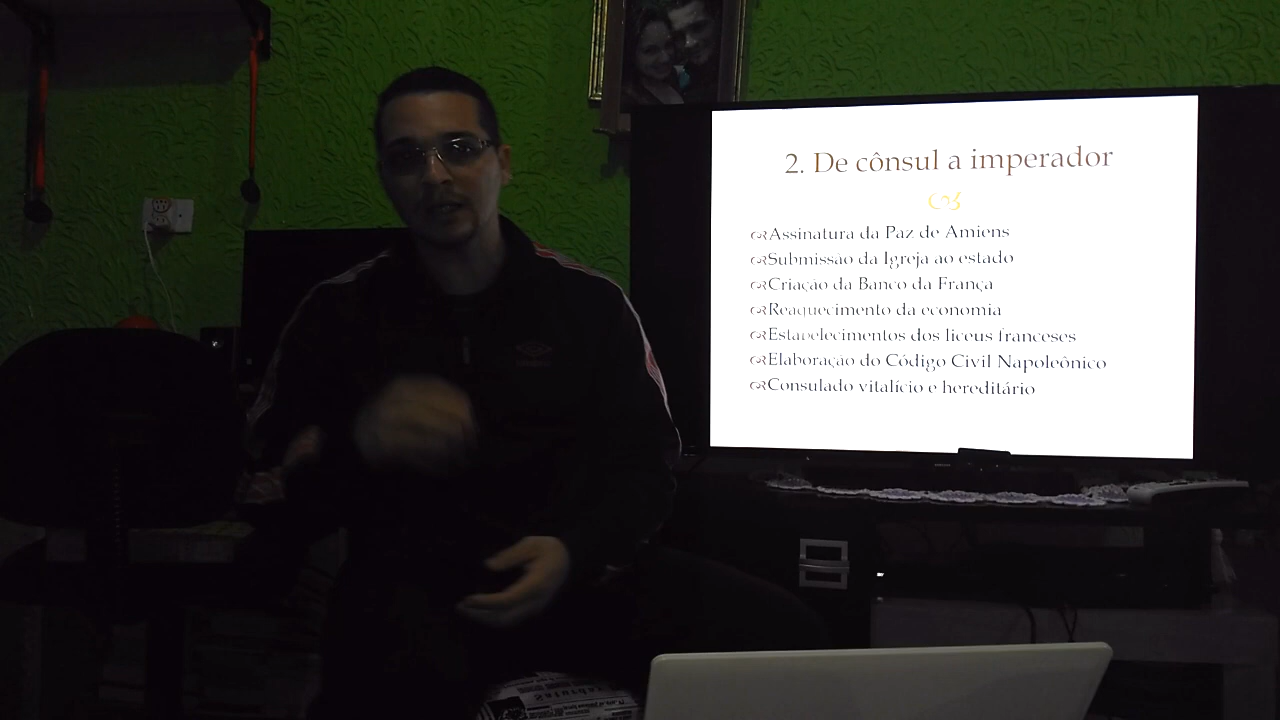 2. De cônsul a imperador
Assinatura da Paz de Amiens
Submissão da Igreja ao estado
Criação da Banco da França
Reaquecimento da economia
Estabelecimentos dos liceus franceses
Elaboração do Código Civil Napoleônico
Consulado vitalício e hereditário